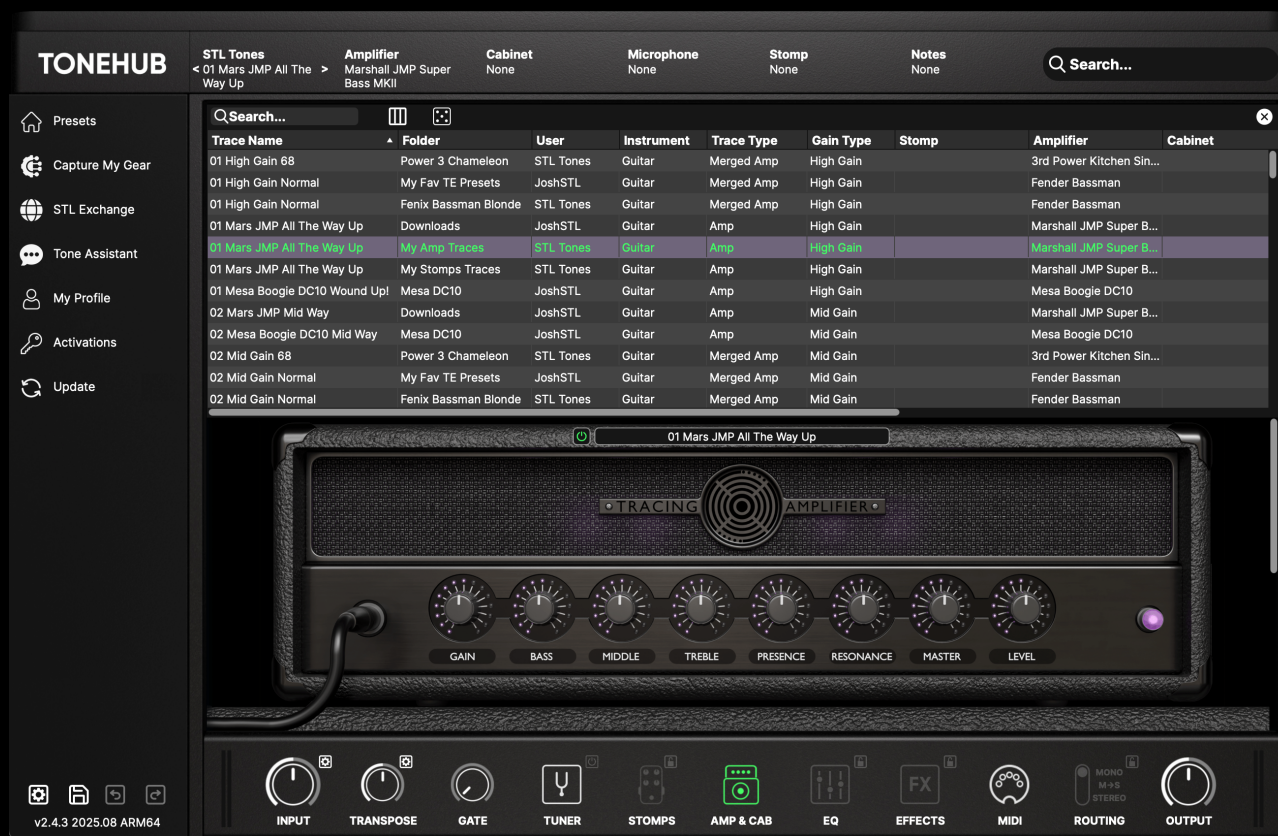 TONEHUB
STL Tones
< 01 Mars JMP All The >
Way Up
Amplifier
Marshall JMP Super
Bass MKII
Cabinet
None
Microphone
None
Stomp
None
Notes
None
Search...
Presets
Capture My Gear
STL Exchange
Tone Assistant
My Profile
Activations
Update
v2.4.3 2025.08 ARM64
Search...
Trace Name Folder User Instrument Trace Type Gain Type Stomp Amplifier Cabinet
01 High Gain 68 Power 3 Chameleon STL Tones Guitar Merged Amp High Gain 3rd Power Kitchen Sin...
01 High Gain Normal My Fav TE Presets JoshSTL Guitar Merged Amp High Gain Fender Bassman
01 High Gain Normal Fenix Bassman Blonde STL Tones Guitar Merged Amp High Gain Fender Bassman
01 Mars JMP All The Way Up Downloads JoshSTL Guitar Amp High Gain Marshall JMP Super B...
01 Mars JMP All The Way Up My Amp Traces STL Tones Guitar Amp High Gain Marshall JMP Super B...
01 Mars JMP All The Way Up My Stomps Traces STL Tones Guitar Amp High Gain Marshall JMP Super B...
01 Mesa Boogie DC10 Wound Up! Mesa DC10 JoshSTL Guitar Amp High Gain Mesa Boogie DC10
02 Mars JMP Mid Way Downloads JoshSTL Guitar Amp Mid Gain Marshall JMP Super B...
02 Mesa Boogie DC10 Mid Way Mesa DC10 JoshSTL Guitar Amp Mid Gain Mesa Boogie DC10
02 Mid Gain 68 Power 3 Chameleon STL Tones Guitar Merged Amp Mid Gain 3rd Power Kitchen Sin...
02 Mid Gain Normal My Fav TE Presets JoshSTL Guitar Merged Amp Mid Gain Fender Bassman
02 Mid Gain Normal Fenix Bassman Blonde STL Tones Guitar Merged Amp Mid Gain Fender Bassman
01 Mars JMP All The Way Up
TRACING AMPLIFIER
GAIN BASS MIDDLE TREBLE PRESENCE RESONANCE MASTER LEVEL
FX
MONO
M→S
STEREO
INPUT TRANSPOSE GATE TUNER STOMPS AMP & CAB EQ EFFECTS MIDI ROUTING OUTPUT